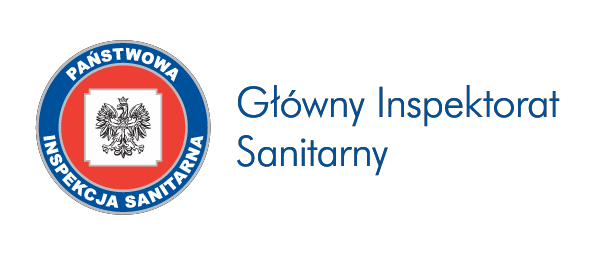 PAŃSTWOWA
INSPEKCJA SANITARNA
Główny Inspektorat
Sanitarny